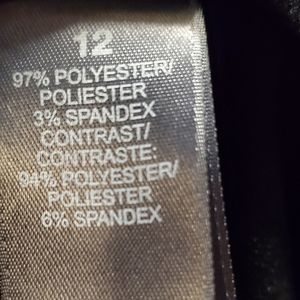 12
97% POLYESTER/
POLIESTER
3% SPANDEX
CONTRAST/
CONTRASTE:
94% POLYESTER/
POLIESTER
6% SPANDEX